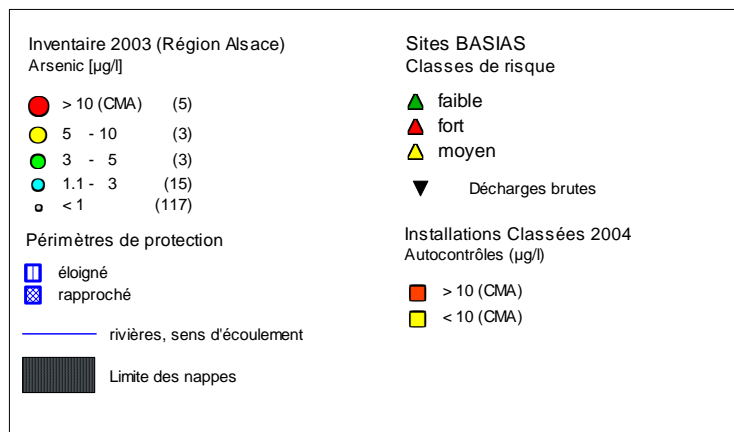 Inventaire 2003 (Région Alsace)
Arsenic [µg/l]
> 10 (CMA) (5)
5 - 10 (3)
3 - 5 (3)
1.1 - 3 (15)
< 1 (117)
Périmètres de protection
éloigné
rapproché
rivières, sens d'écoulement
Limite des nappes
Sites BASIAS
Classes de risque
faible
fort
moyen
Décharges brutes
Installations Classées 2004
Autocontrôles (µg/l)
> 10 (CMA)
< 10 (CMA)